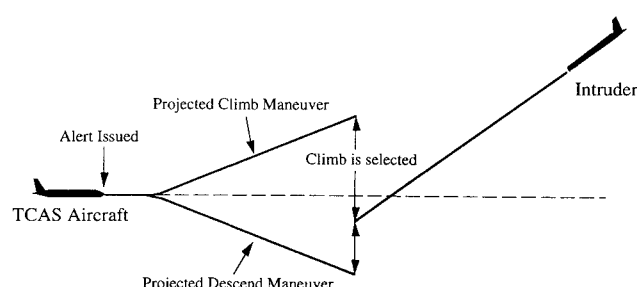 Intruder
Projected Climb Maneuver
Alert Issued
Climb is selected
TCAS Aircraft
Projected Descend Maneuver